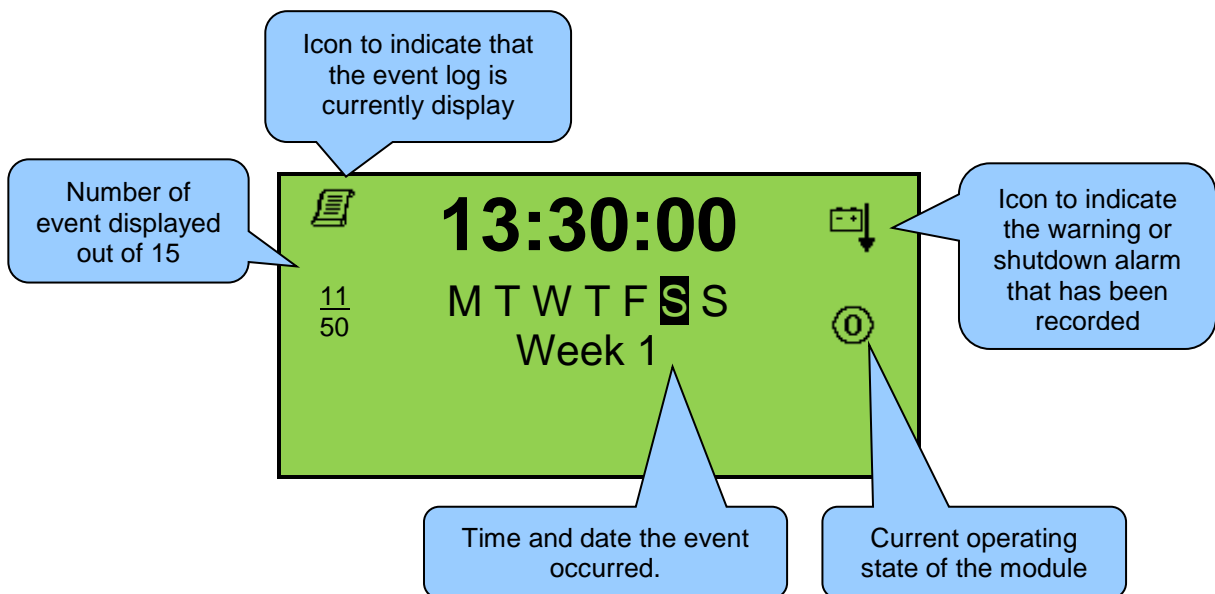 Icon to indicate that
the event log is
currently display
Number of
event displayed
out of 15
13:30:00
M T W T F S S
Week 1
11
50
0
Icon to indicate
the warning or
shutdown alarm
that has been
recorded
Time and date the event
occurred.
Current operating
state of the module